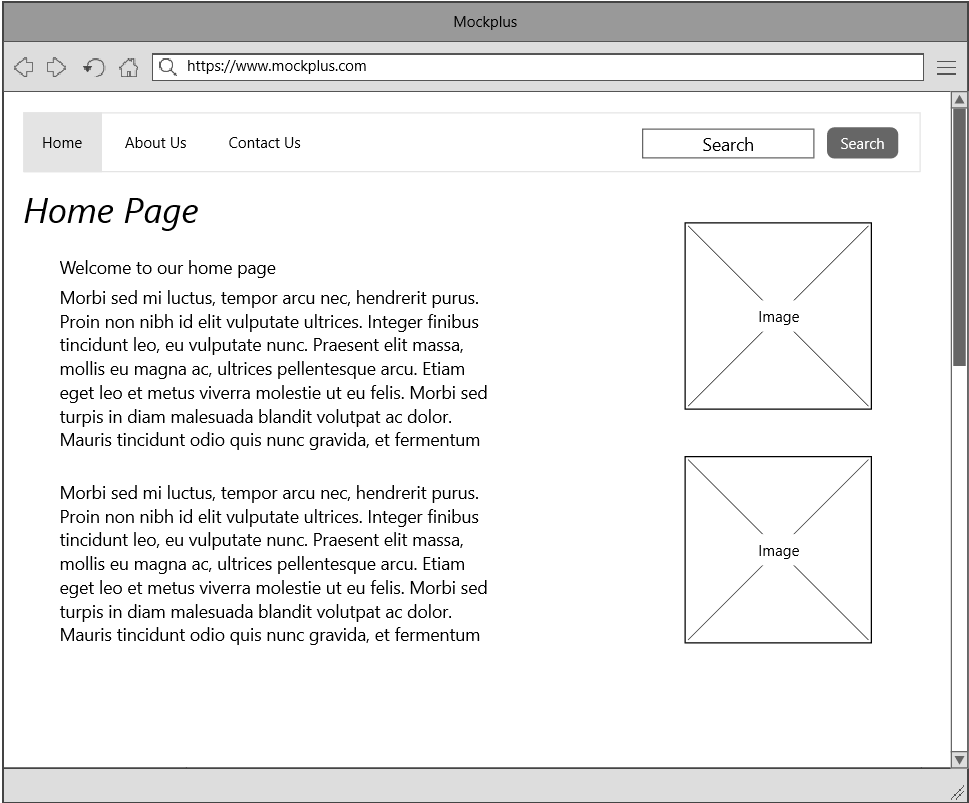 Mockplus
https://www.mockplus.com
Home About Us Contact Us Search Search
Home Page
Welcome to our home page
Morbi sed mi luctus, tempor arcu nec, hendrerit purus.
Proin non nibh id elit vulputate ultrices. Integer finibus
tincidunt leo, eu vulputate nunc. Praesent elit massa,
mollis eu magna ac, ultrices pellentesque arcu. Etiam
eget leo et metus viverra molestie ut eu felis. Morbi sed
turpis in diam malesuada blandit volutpat ac dolor.
Mauris tincidunt odio quis nunc gravida, et fermentum
Image
Morbi sed mi luctus, tempor arcu nec, hendrerit purus.
Proin non nibh id elit vulputate ultrices. Integer finibus
tincidunt leo, eu vulputate nunc. Praesent elit massa,
mollis eu magna ac, ultrices pellentesque arcu. Etiam
eget leo et metus viverra molestie ut eu felis. Morbi sed
turpis in diam malesuada blandit volutpat ac dolor.
Mauris tincidunt odio quis nunc gravida, et fermentum
Image